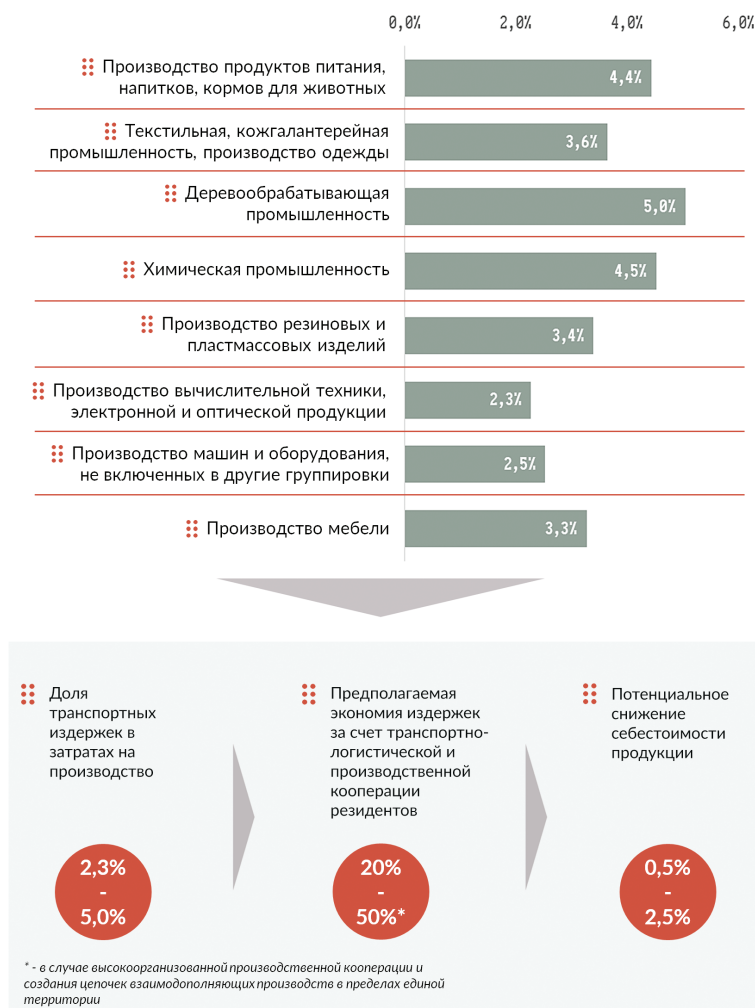 0,0% 2,0% 4,0% 6,0%
Производство продуктов питания,
напитков, кормов для животных
4,4%
Текстильная, кожгалантерейная
промышленность, производство одежды
3,6%
Деревообрабатывающая
промышленность
5,0%
Химическая промышленность
4,5%
Производство резиновых и
пластмассовых изделий
3,4%
Производство вычислительной техники,
электронной и оптической продукции
2,3%
Производство машин и оборудования,
не включенных в другие группировки
2,5%
Производство мебели
3,3%
Доля
транспортных
издержек в
затратах на
производство
2,3%
-
5,0%
Предполагаемая
экономия издержек
за счет транспортно-
логистической и
производственной
кооперации
резидентов
20%
-
50%*
Потенциальное
снижение
себестоимости
продукции
0,5%
-
2,5%
* - в случае высокоорганизованной производственной кооперации и
создания цепочек взаимодополняющих производств в пределах единой
территории